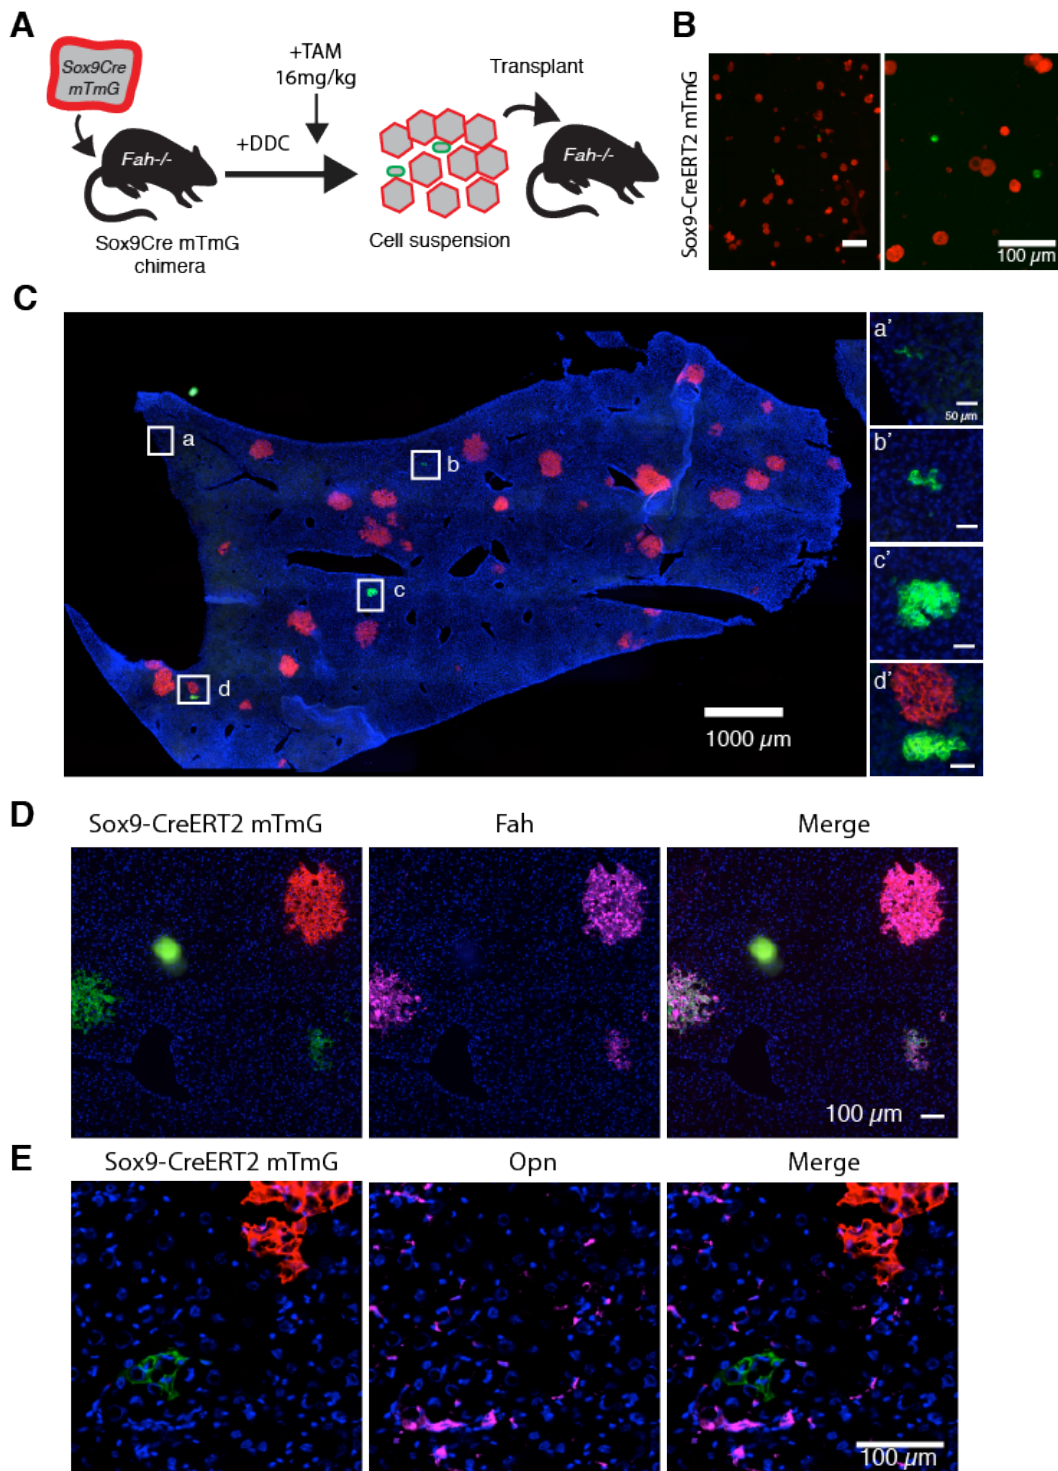 A
Sox9Cre
mTmG
Fah-/-
Sox9Cre mTmG
chimera
+DDC
+TAM
16mg/kg
Cell suspension
Transplant
Fah-/-
B
Sox9-CreERT2 mTmG
100 µm
C
a
b
c
d
1000 µm
a'
50 µm
b'
c'
d'
D
Sox9-CreERT2 mTmG
Fah
Merge
100 µm
E
Sox9-CreERT2 mTmG
Opn
Merge
100 µm